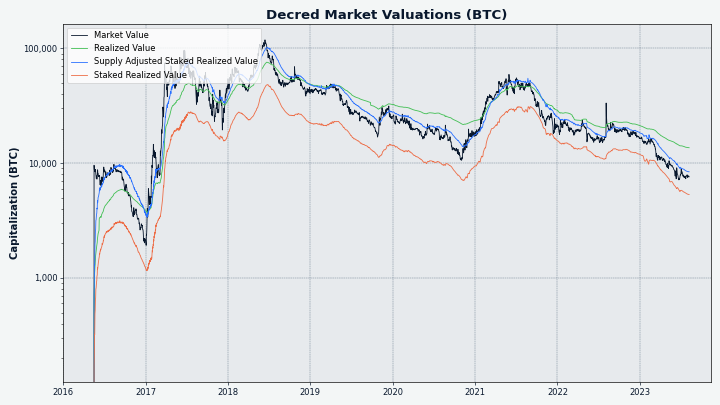 Decred Market Valuations (BTC)
Market Value
Realized Value
Supply Adjusted Staked Realized Value
Staked Realized Value
100,000
10,000
1,000
Capitalization (BTC)
2016 2017 2018 2019 2020 2021 2022 2023